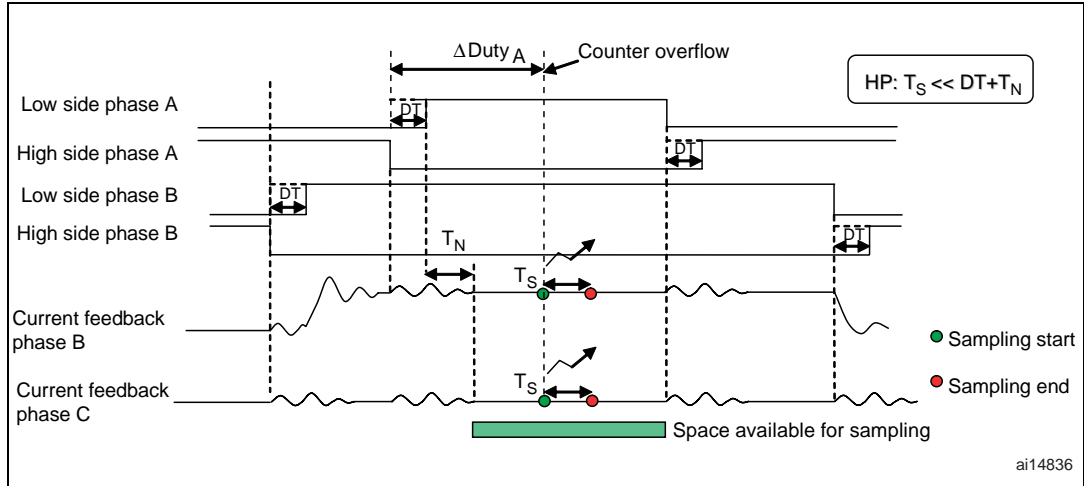 ΔDuty A
Counter overflow
HP: TS << DT+TN
Low side phase A
DT
High side phase A
DT
Low side phase B
DT
High side phase B
DT
TN
TS
Current feedback
phase B
Sampling start
TS
Sampling end
Current feedback
phase C
Space available for sampling
ai14836